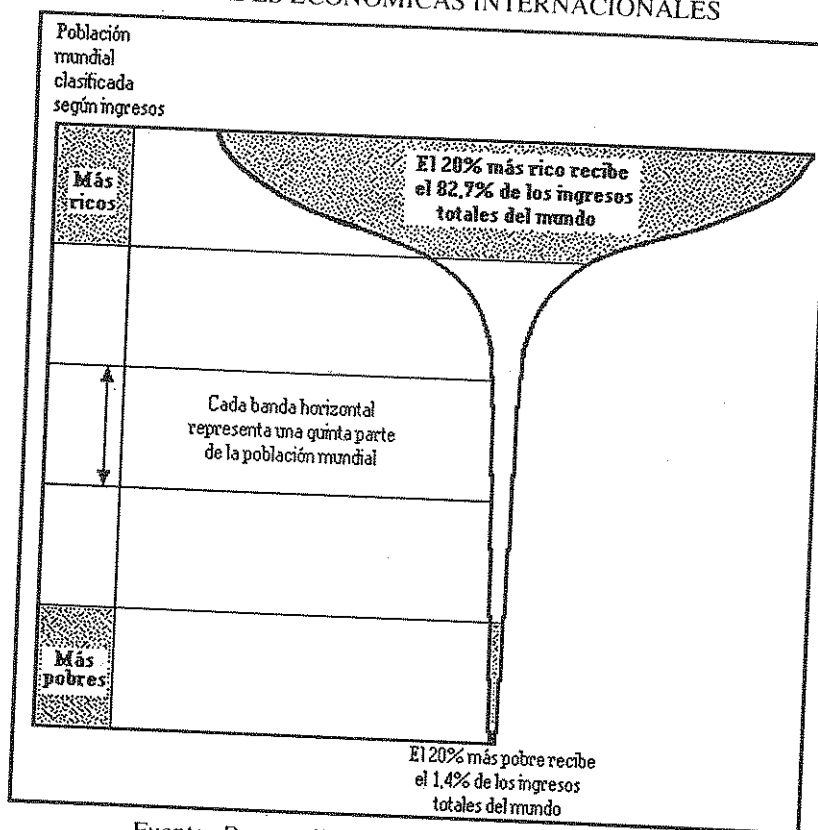 ECONÓMICAS INTERNACIONALES
Población
mundial
clasificada
según ingresos
Más
ricos
El 20% más rico recibe
el 82,7% de los ingresos
totales del mundo
Cada banda horizontal
representa una quinta parte
de la población mundial
Más
pobres
El 20% más pobre recibe
el 1,4% de los ingresos
totales del mundo